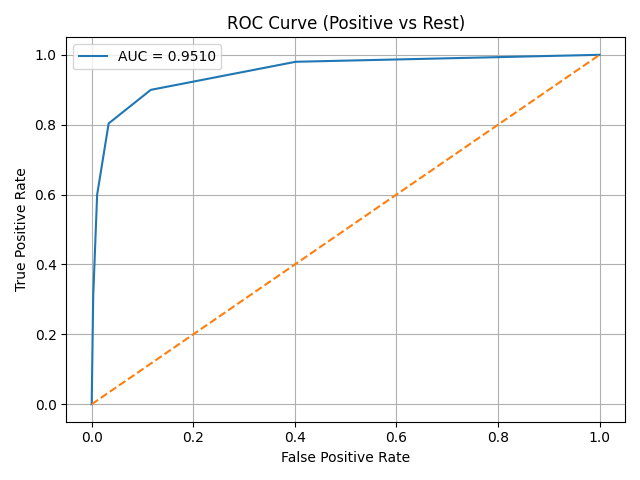 ROC Curve (Positive vs Rest)
AUC = 0.9510
True Positive Rate
1.0
0.8
0.6
0.4
0.2
0.0
0.0 0.2 0.4 0.6 0.8 1.0
False Positive Rate